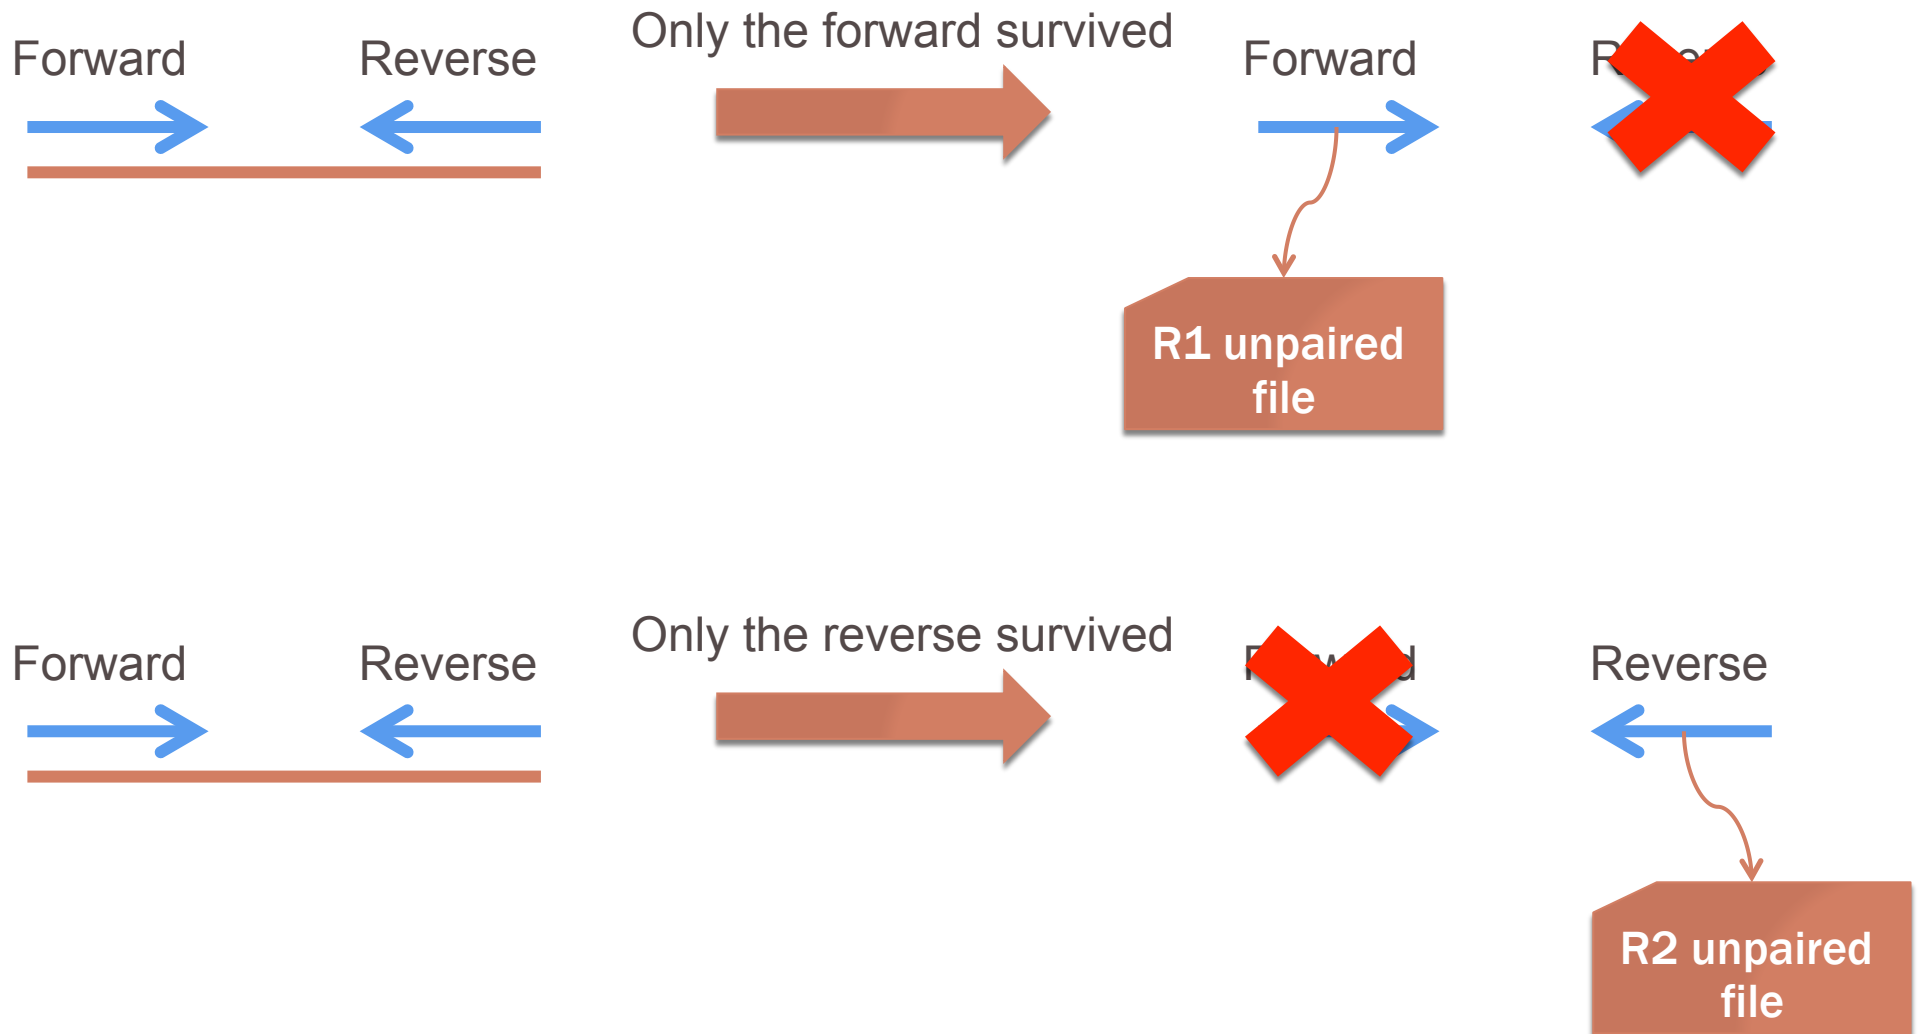 Only the forward survived
Forward Reverse Forward
R1 unpaired
file
Only the reverse survived
Forward Reverse Reverse
R2 unpaired
file